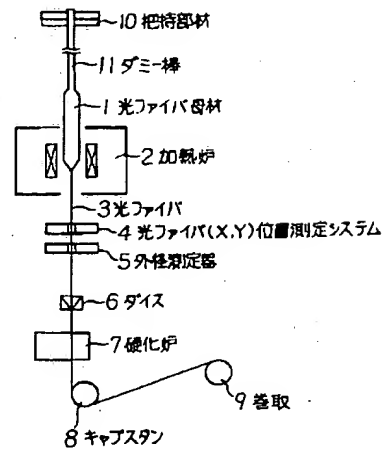 10 把持部材
11 ダミー棒
1 光ファイバ母材
2 加熱炉
3 光ファイバ
4 光ファイバ(X,Y)位置測定システム
5 外径測定器
6 ダイス
7 硬化炉
8 キャプスタン
9 巻取